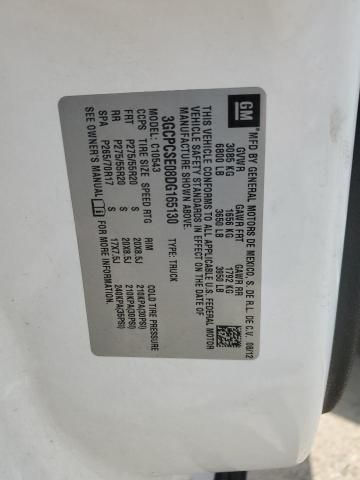 GM
MFD BY GENERAL MOTORS DE MEXICO, S. DE R.L. DE C.V. 08/12
GVWR GAWR FRT GAWR RR
3085 KG 1656 KG 1792 KG
6800 LB 3650 LB 3950 LB
THIS VEHICLE CONFORMS TO ALL APPLICABLE U.S. FEDERAL MOTOR
VEHICLE SAFETY STANDARDS IN EFFECT ON THE DATE OF
MANUFACTURE SHOWN ABOVE.
3GCPCSE08DG165130 TYPE: TRUCK
MODEL: C10543
CCPS TIRE SIZE SPEED RTG RIM COLD TIRE PRESSURE
FRT P275/55R20 S 20X8.5J 210KPA(30PSI)
RR P275/55R20 S 20X8.5J 210KPA(30PSI)
SPA P265/70R17 S 17X7.5J 240KPA(35PSI)
SEE OWNER'S MANUAL